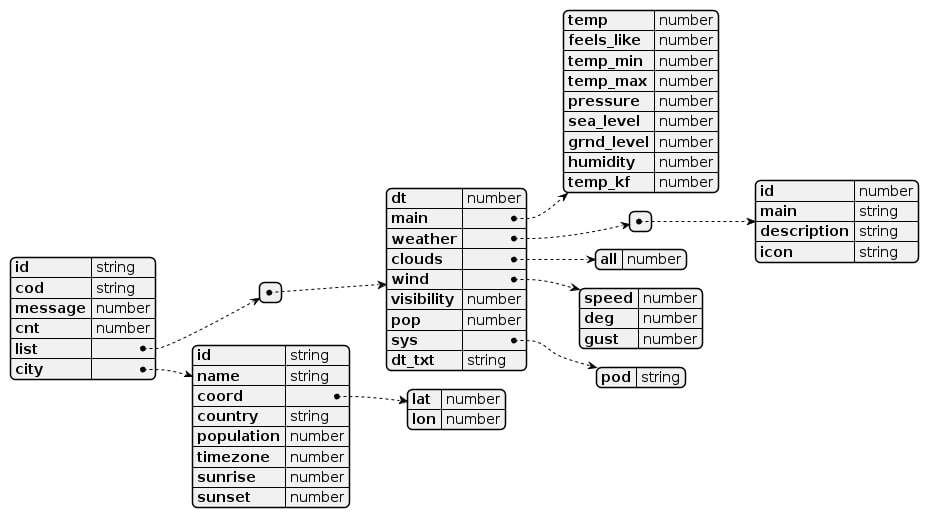 id string
cod string
message number
cnt number
list
city
id string
name string
coord
country string
population number
timezone number
sunrise number
sunset number
lat number
lon number
dt number
main
weather
clouds
wind
visibility number
pop number
sys
dt_txt string
temp number
feels_like number
temp_min number
temp_max number
pressure number
sea_level number
grnd_level number
humidity number
temp_kf number
id number
main string
description string
icon string
all number
speed number
deg number
gust number
pod string